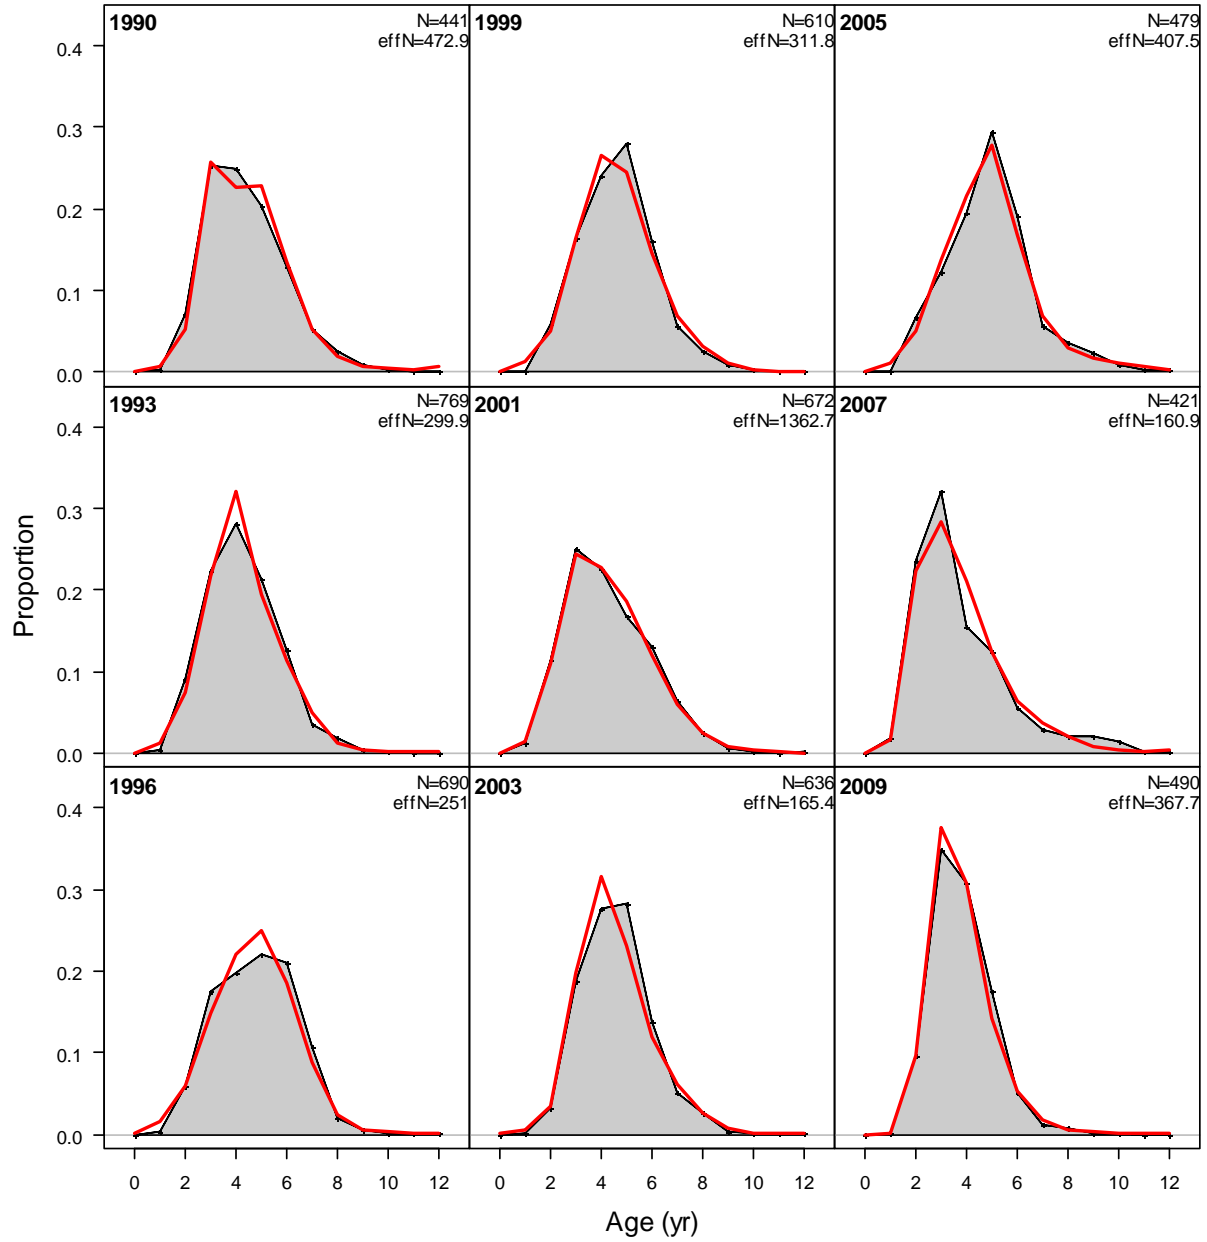 1990
N=441
effN=472.9
1999
N=610
effN=311.8
2005
N=479
effN=407.5
0.4
0.3
0.2
0.1
0.0
1993
N=769
effN=299.9
2001
N=672
effN=1362.7
2007
N=421
effN=160.9
0.4
0.3
0.2
0.1
0.0
Proportion
1996
N=690
effN=251
2003
N=636
effN=165.4
2009
N=490
effN=367.7
0.4
0.3
0.2
0.1
0.0
0 2 4 6 8 10 12
0 2 4 6 8 10 12
0 2 4 6 8 10 12
Age (yr)